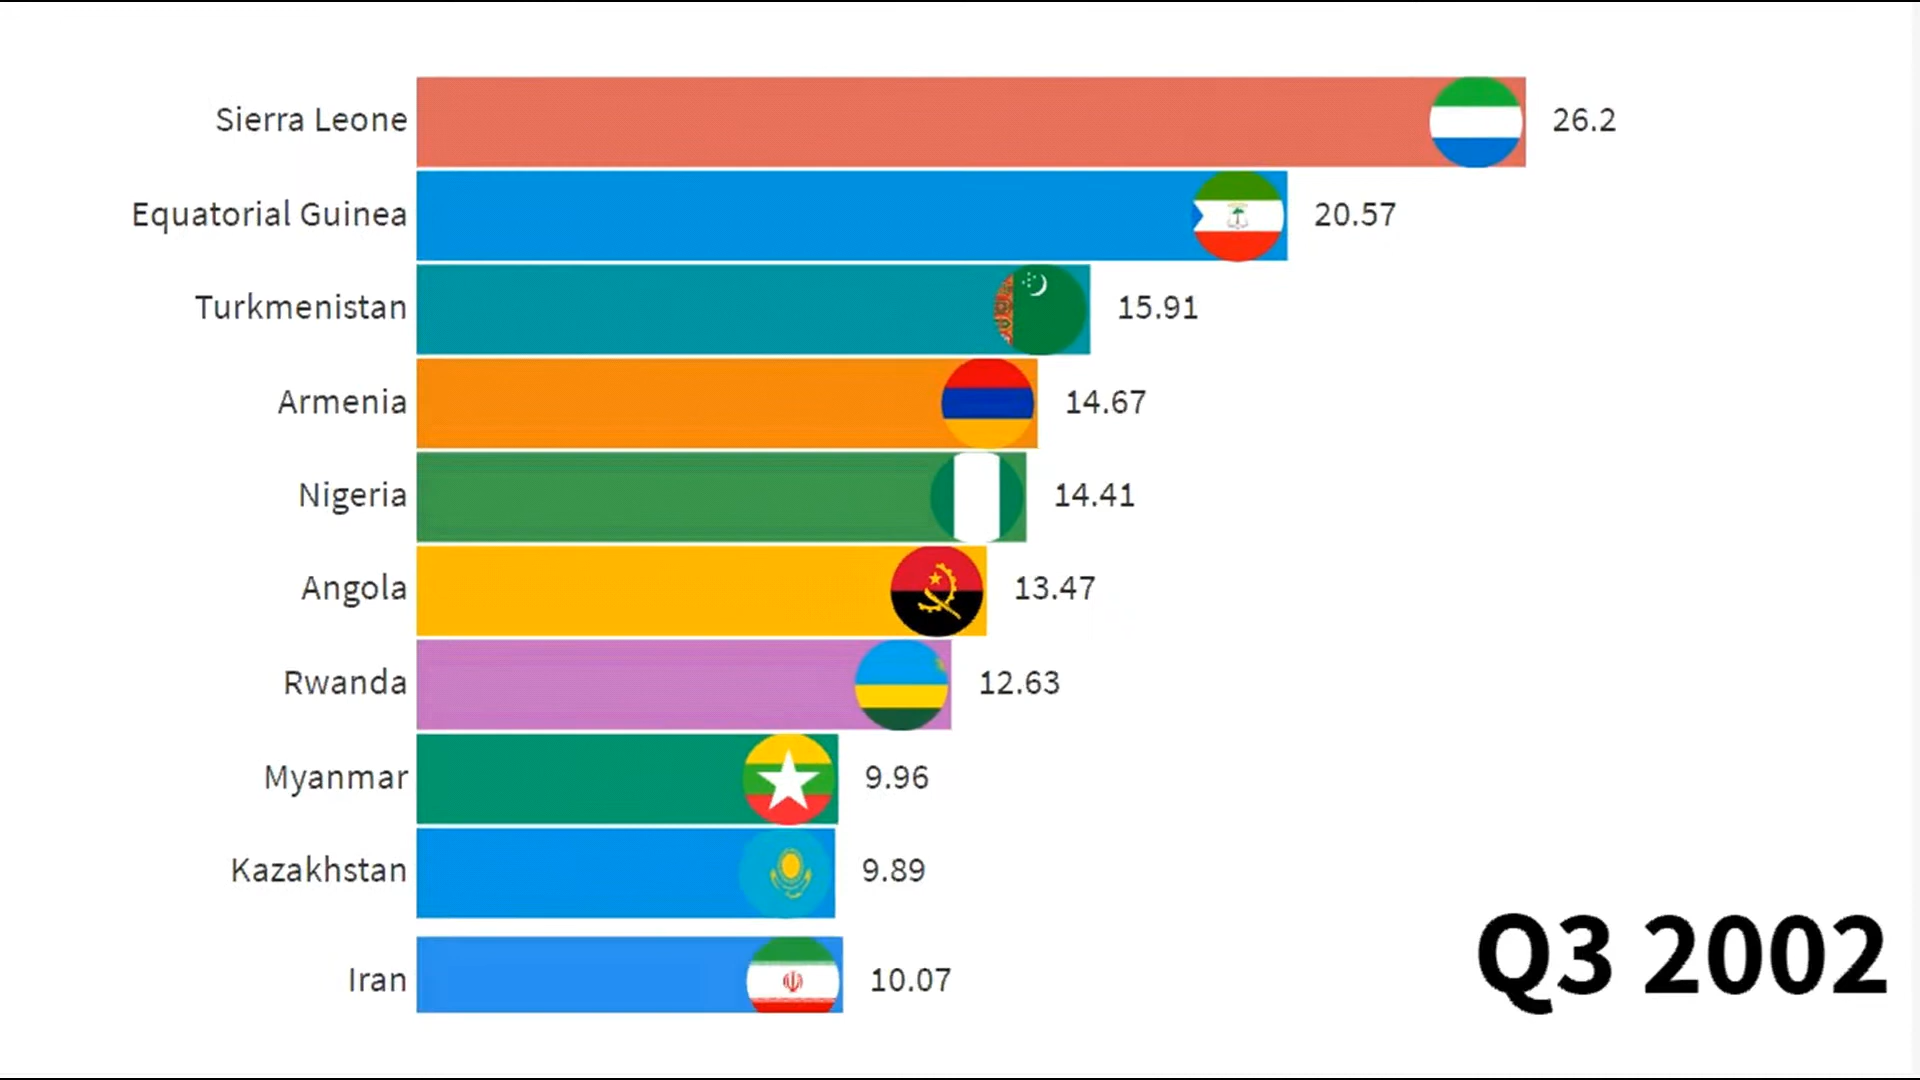 Sierra Leone 26.2
Equatorial Guinea 20.57
Turkmenistan 15.91
Armenia 14.67
Nigeria 14.41
Angola 13.47
Rwanda 12.63
Myanmar 9.96
Kazakhstan 9.89
Iran 10.07
Q3 2002